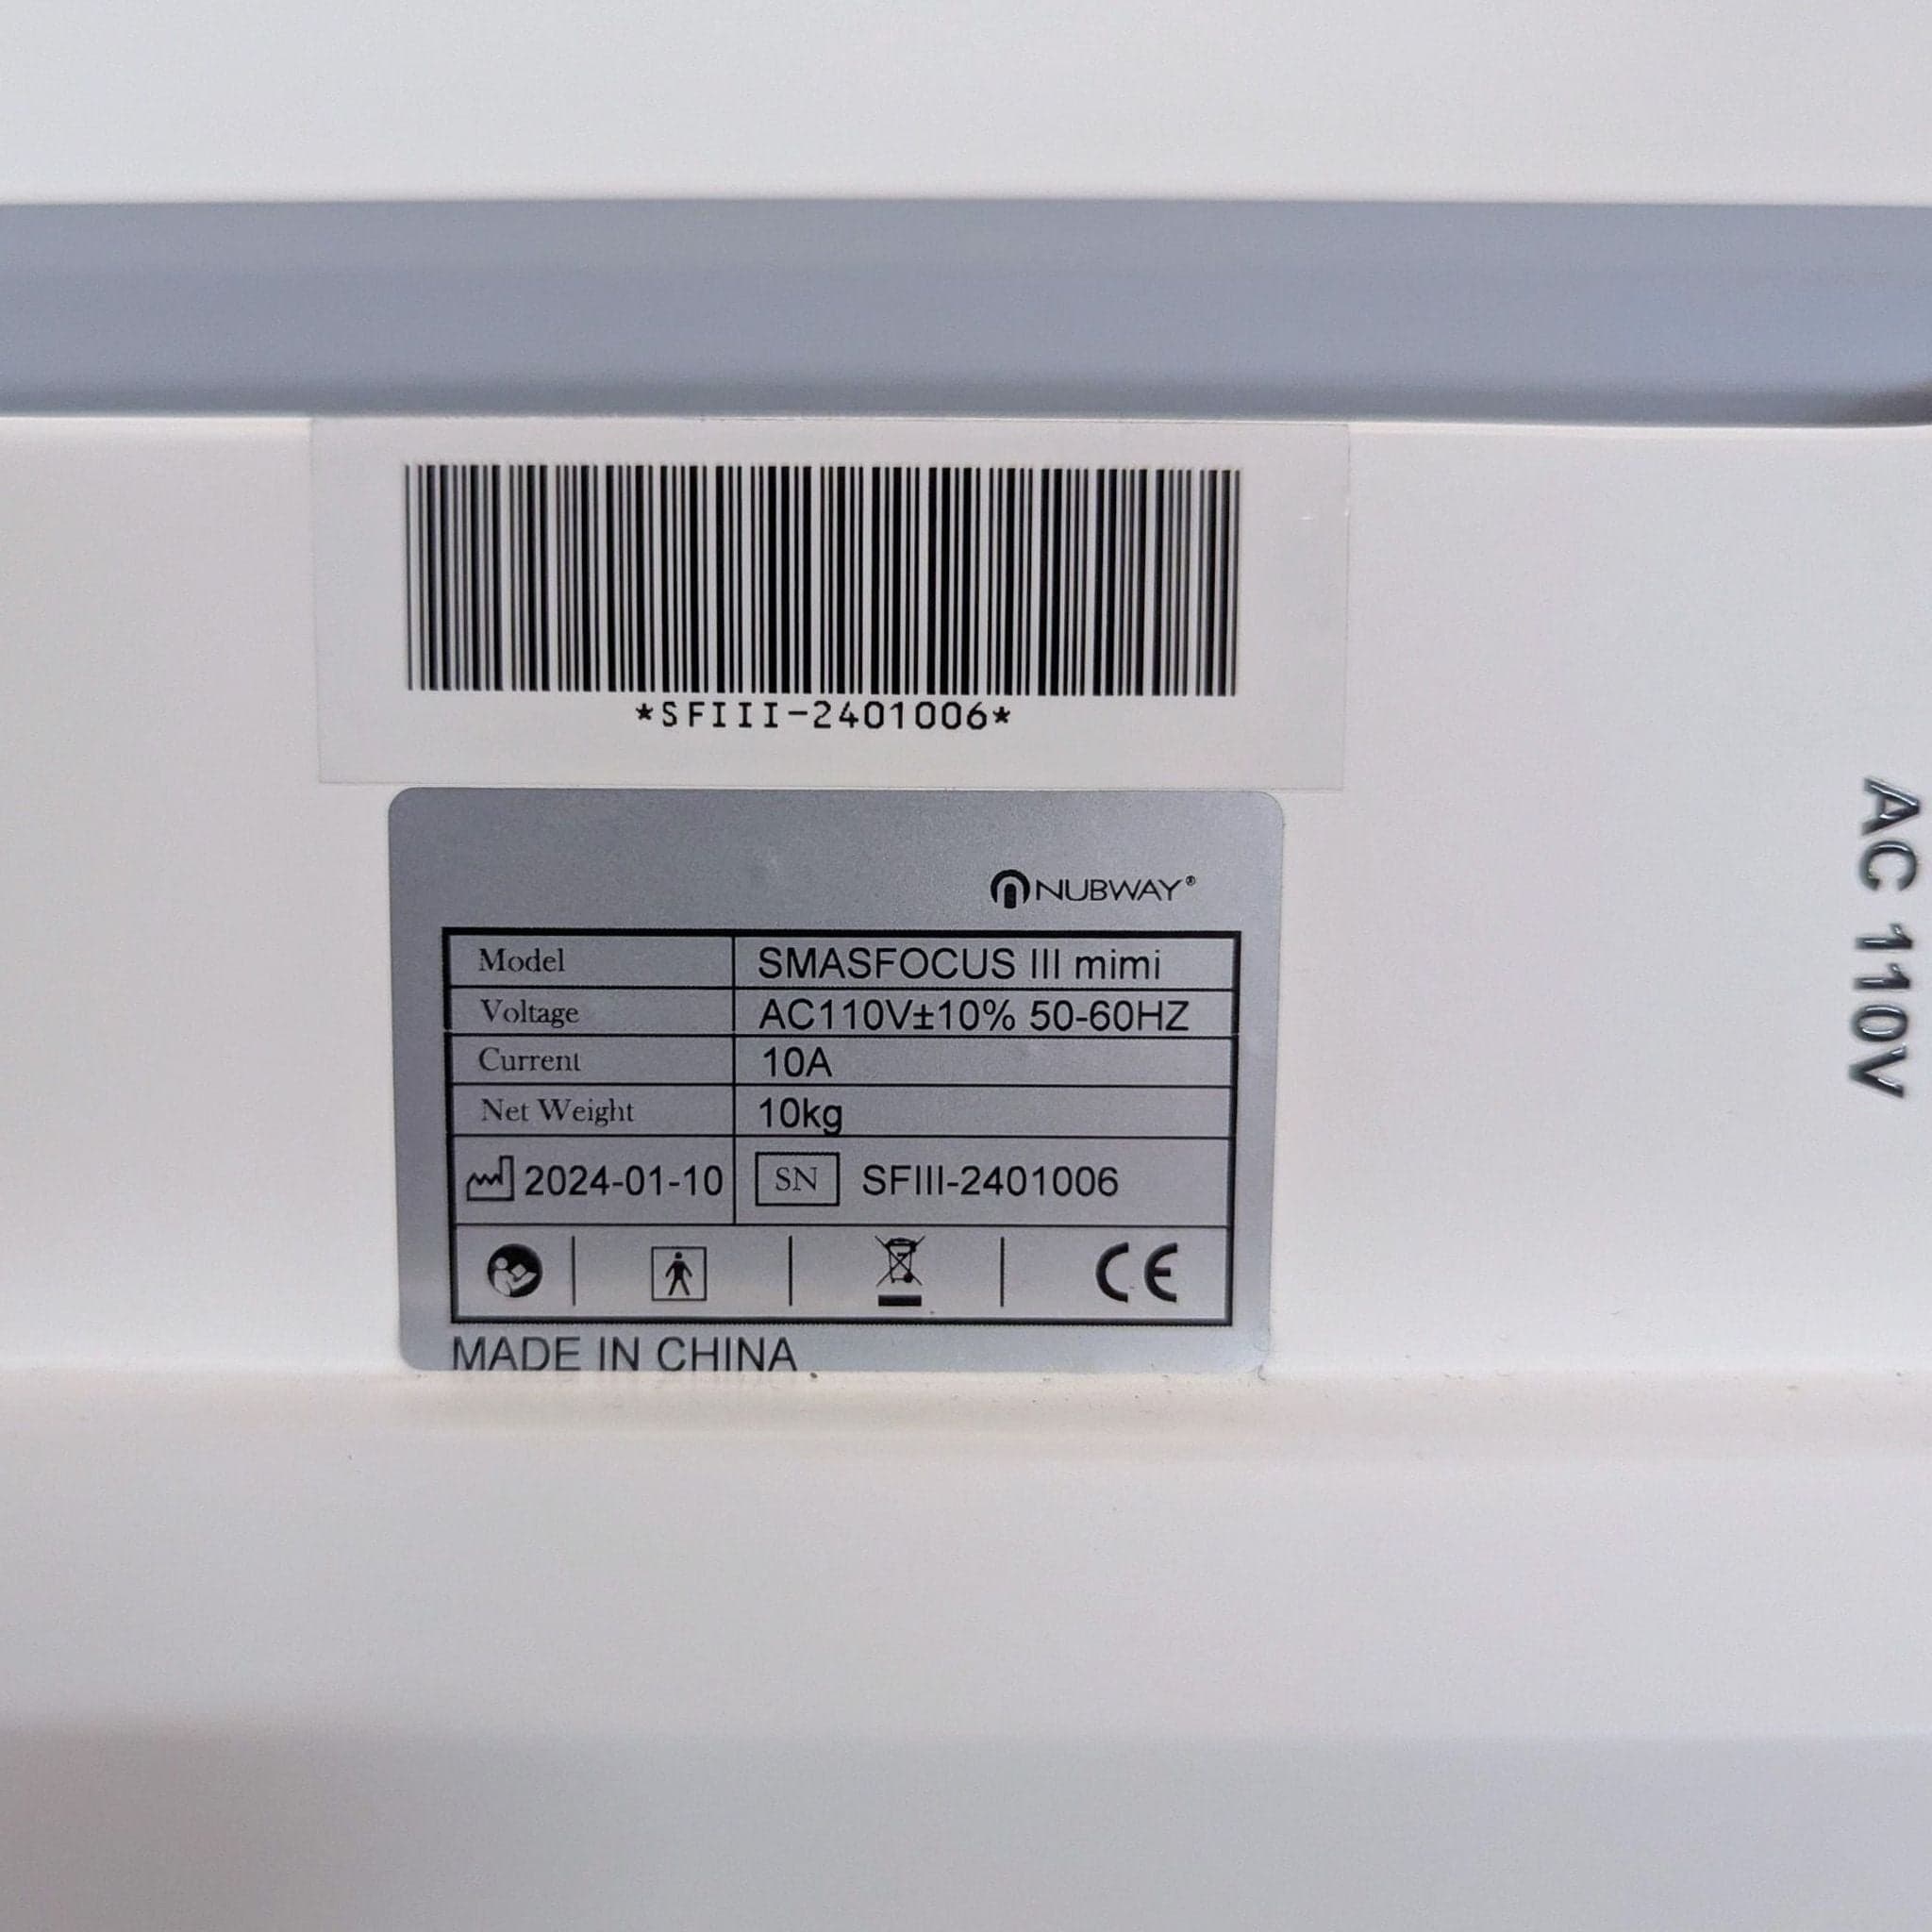 *SFIII-2401006*
NUBWAY®
Model SMASFOCUS III mimi
Voltage AC110V±10% 50-60HZ
Current 10A
Net Weight 10kg
2024-01-10 SN SFIII-2401006
CE
MADE IN CHINA
AC 110V